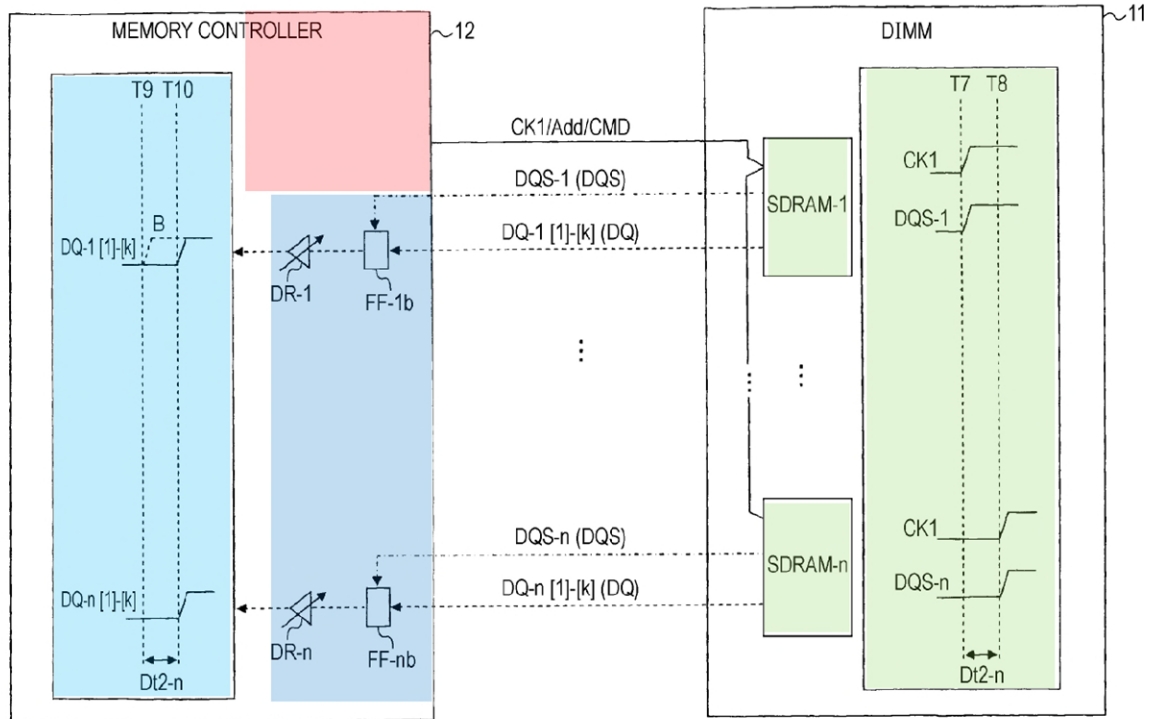 MEMORY CONTROLLER
12
DIMM
11
T9 T10
T7 T8
CK1/Add/CMD
CK1
DQS-1 (DQS)
SDRAM-1
DQS-1
B
DQ-1 [1]-[k]
DQ-1 [1]-[k] (DQ)
DR-1
FF-1b
DQS-n (DQS)
CK1
SDRAM-n
DQS-n
DQ-n [1]-[k]
DQ-n [1]-[k] (DQ)
DR-n
FF-nb
Dt2-n
Dt2-n